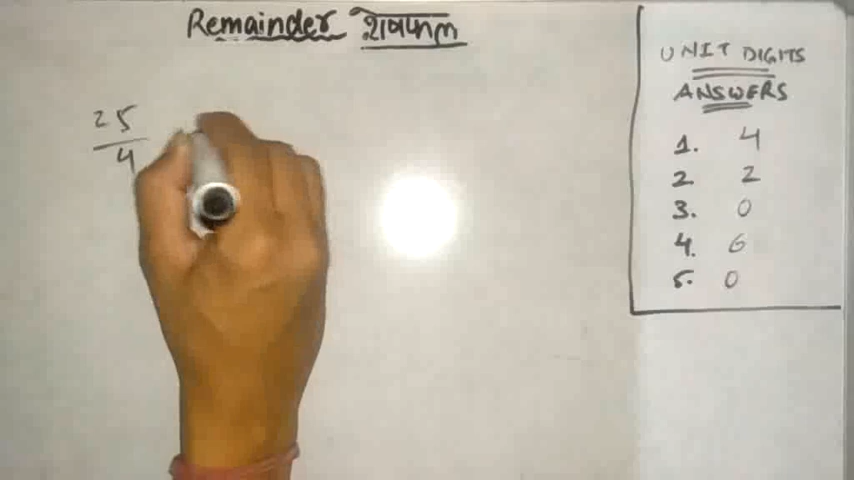 Remainder शेषफल
25
4
UNIT DIGITS
ANSWERS
1. 4
2. 2
3. 0
4. 6
5. 0